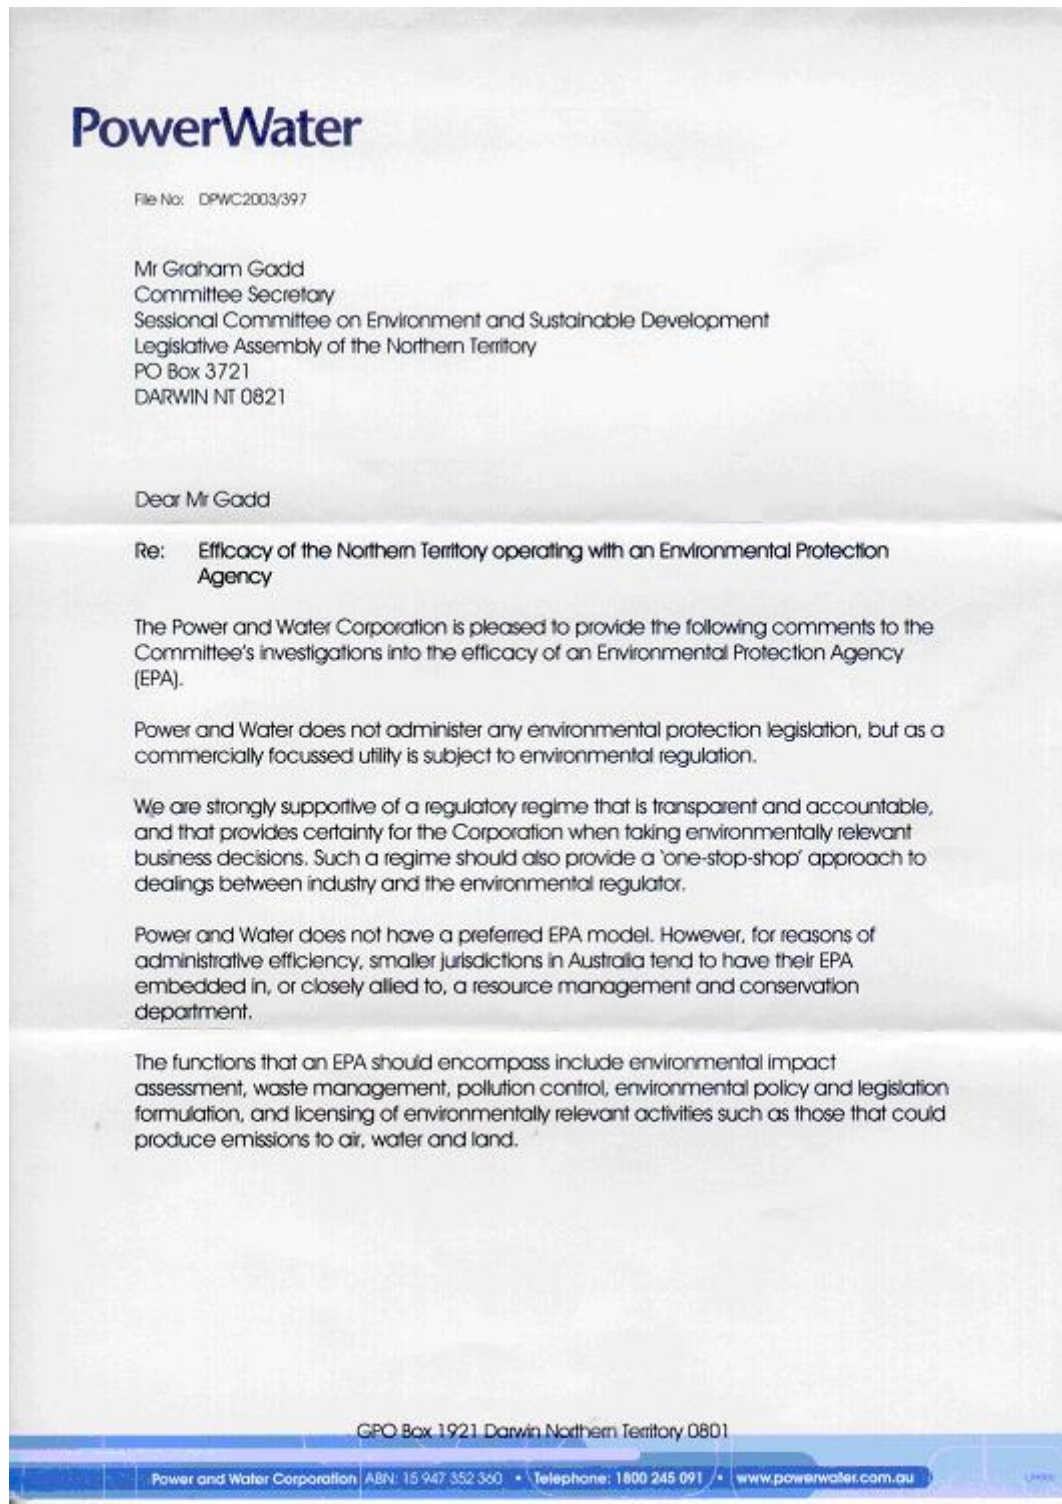 PowerWater
File No: DPWC2003/397
Mr Graham Gadd
Committee Secretary
Sessional Committee on Environment and Sustainable Development
Legislative Assembly of the Northern Territory
PO Box 3721
DARWIN NT 0821
Dear Mr Gadd
Re: Efficacy of the Northern Territory operating with an Environmental Protection
Agency
The Power and Water Corporation is pleased to provide the following comments to the
Committee's investigations into the efficacy of an Environmental Protection Agency
(EPA).
Power and Water does not administer any environmental protection legislation, but as a
commercially focussed utility is subject to environmental regulation.
We are strongly supportive of a regulatory regime that is transparent and accountable,
and that provides certainty for the Corporation when taking environmentally relevant
business decisions. Such a regime should also provide a 'one-stop-shop' approach to
dealings between industry and the environmental regulator.
Power and Water does not have a preferred EPA model. However, for reasons of
administrative efficiency, smaller jurisdictions in Australia tend to have their EPA
embedded in, or closely allied to, a resource management and conservation
department.
The functions that an EPA should encompass include environmental impact
assessment, waste management, pollution control, environmental policy and legislation
formulation, and licensing of environmentally relevant activities such as those that could
produce emissions to air, water and land.
GPO Box 1921 Darwin Northern Territory 0801
Power and Water Corporation ABN: 15 947 352 360 • Telephone: 1800 245 091 • www.powerwater.com.au